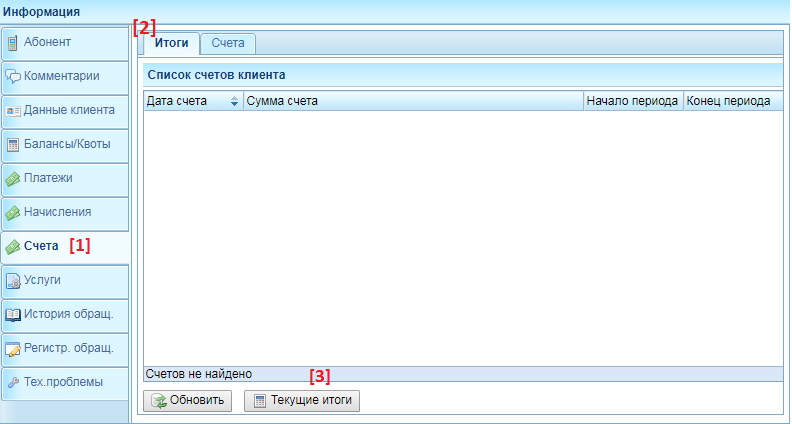 Информация
Абонент
Комментарии
Данные клиента
Балансы/Квоты
Платежи
Начисления
Счета [1]
Услуги
История обращ.
Регистр. обращ.
Тех.проблемы
[2]
Итоги Счета
Список счетов клиента
Дата счета Сумма счета Начало периода Конец периода
Счетов не найдено
[3]
Обновить Текущие итоги